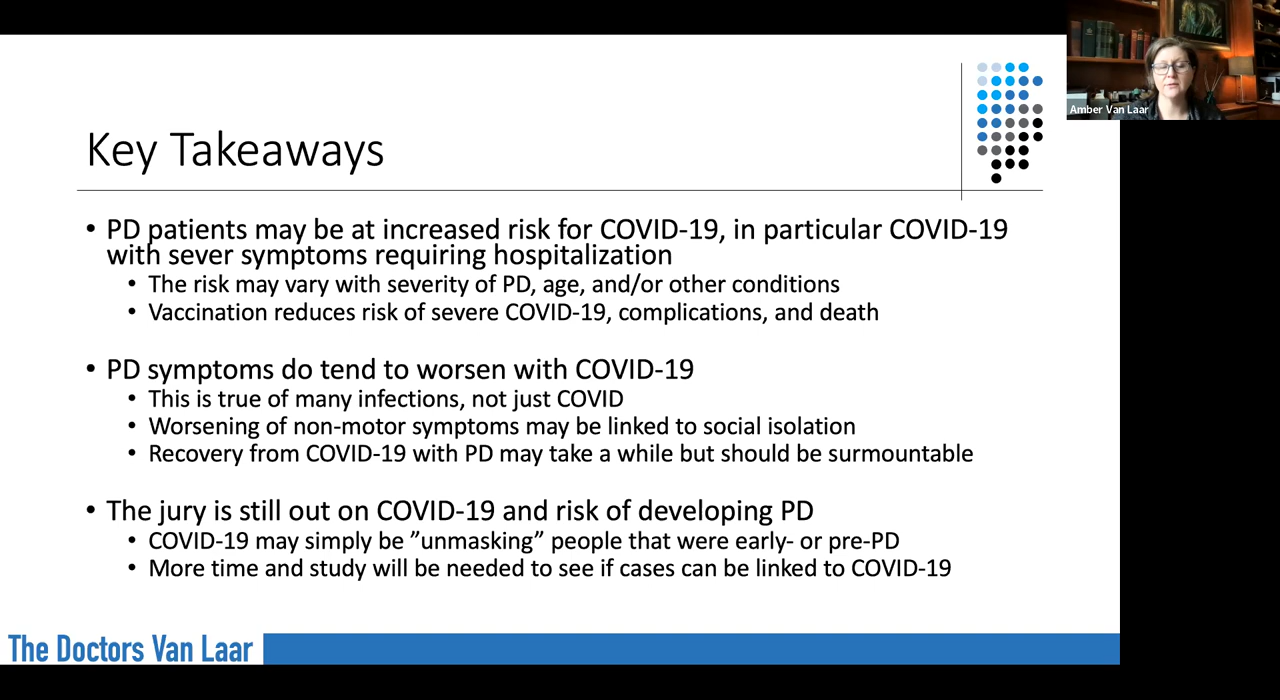 Amber Van Laar
Key Takeaways
• PD patients may be at increased risk for COVID-19, in particular COVID-19
with sever symptoms requiring hospitalization
• The risk may vary with severity of PD, age, and/or other conditions
• Vaccination reduces risk of severe COVID-19, complications, and death
• PD symptoms do tend to worsen with COVID-19
• This is true of many infections, not just COVID
• Worsening of non-motor symptoms may be linked to social isolation
• Recovery from COVID-19 with PD may take a while but should be surmountable
• The jury is still out on COVID-19 and risk of developing PD
• COVID-19 may simply be ”unmasking” people that were early- or pre-PD
• More time and study will be needed to see if cases can be linked to COVID-19
The Doctors Van Laar